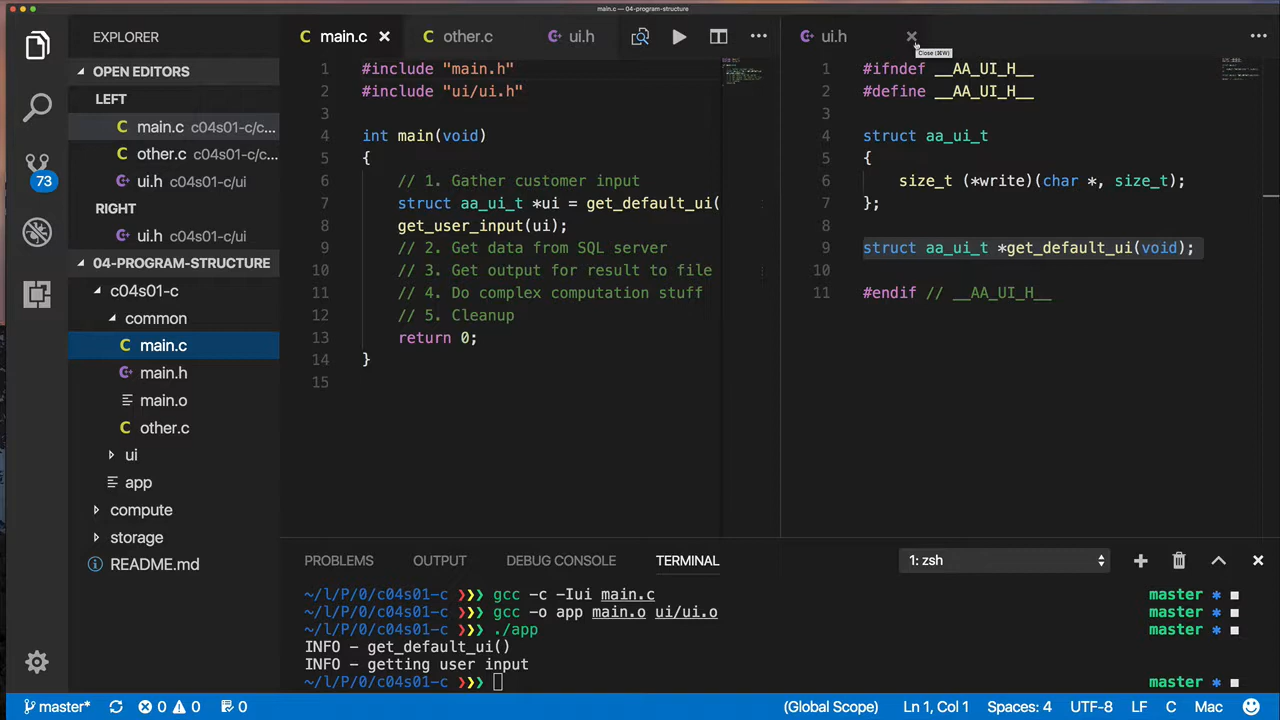 main.c — 04-program-structure
EXPLORER
OPEN EDITORS
LEFT
main.c c04s01-c/c...
other.c c04s01-c/c...
ui.h c04s01-c/ui
RIGHT
ui.h c04s01-c/ui
04-PROGRAM-STRUCTURE
c04s01-c
common
main.c
main.h
main.o
other.c
ui
app
compute
storage
README.md
73
main.c
other.c
ui.h
1 #include "main.h"
2 #include "ui/ui.h"
3
4 int main(void)
5 {
6 // 1. Gather customer input
7 struct aa_ui_t *ui = get_default_ui(
8 get_user_input(ui);
9 // 2. Get data from SQL server
10 // 3. Get output for result to file
11 // 4. Do complex computation stuff
12 // 5. Cleanup
13 return 0;
14 }
15
ui.h
Close (⌘W)
1 #ifndef __AA_UI_H__
2 #define __AA_UI_H__
3
4 struct aa_ui_t
5 {
6 size_t (*write)(char *, size_t);
7 };
8
9 struct aa_ui_t *get_default_ui(void);
10
11 #endif // __AA_UI_H__
PROBLEMS OUTPUT DEBUG CONSOLE TERMINAL 1: zsh
~/l/P/0/c04s01-c ❯❯❯ gcc -c -Iui main.c master * ■
~/l/P/0/c04s01-c ❯❯❯ gcc -o app main.o ui/ui.o master * ■
~/l/P/0/c04s01-c ❯❯❯ ./app master * ■
INFO - get_default_ui()
INFO - getting user input
~/l/P/0/c04s01-c ❯❯❯ master * ■
master* 0 0 0 (Global Scope) Ln 1, Col 1 Spaces: 4 UTF-8 LF C Mac